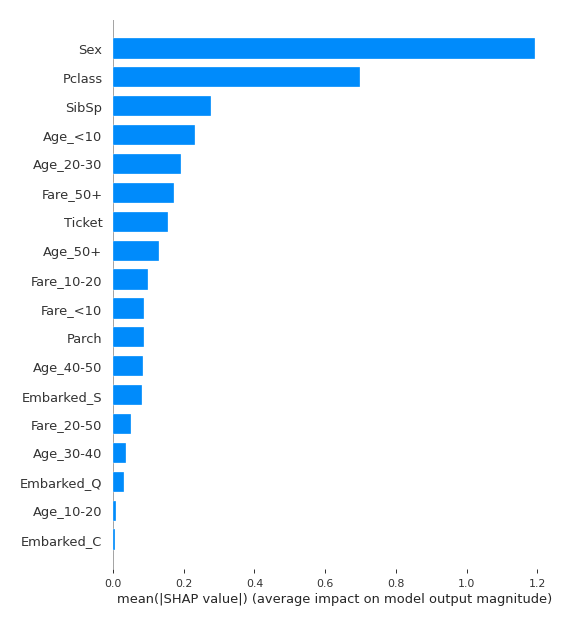 Sex
Pclass
SibSp
Age_<10
Age_20-30
Fare_50+
Ticket
Age_50+
Fare_10-20
Fare_<10
Parch
Age_40-50
Embarked_S
Fare_20-50
Age_30-40
Embarked_Q
Age_10-20
Embarked_C
0.0 0.2 0.4 0.6 0.8 1.0 1.2
mean(|SHAP value|) (average impact on model output magnitude)